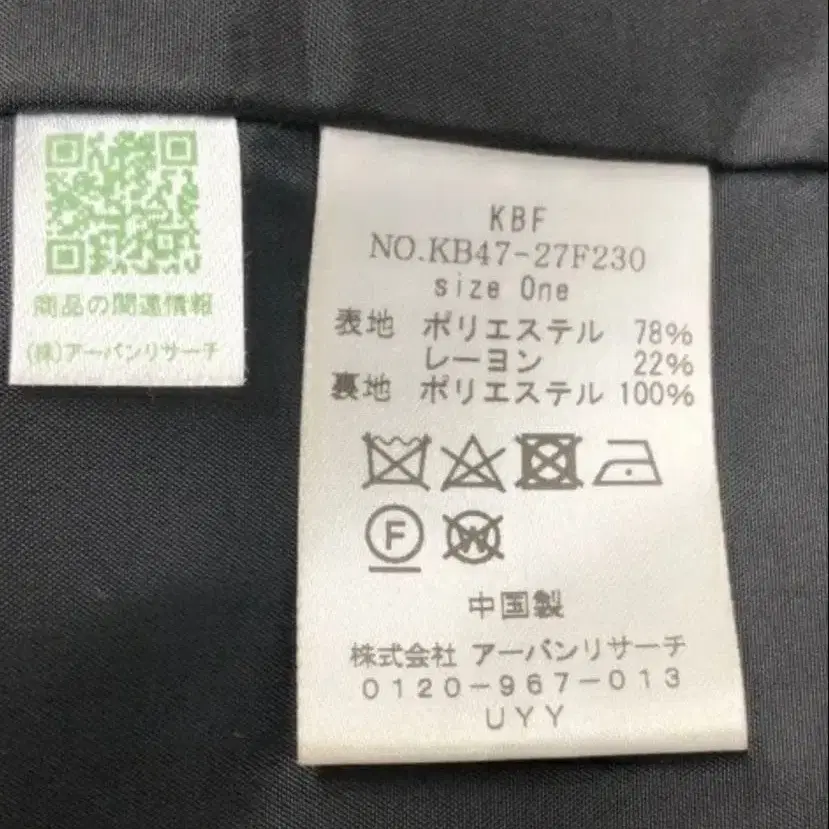 商品の関連情報
(株)アーバンリサーチ
KBF
NO.KB47-27F230
size One
表地 ポリエステル 78%
レーヨン 22%
裏地 ポリエステル 100%
F
W
中国製
株式会社 アーバンリサーチ
0120-967-013
UYY